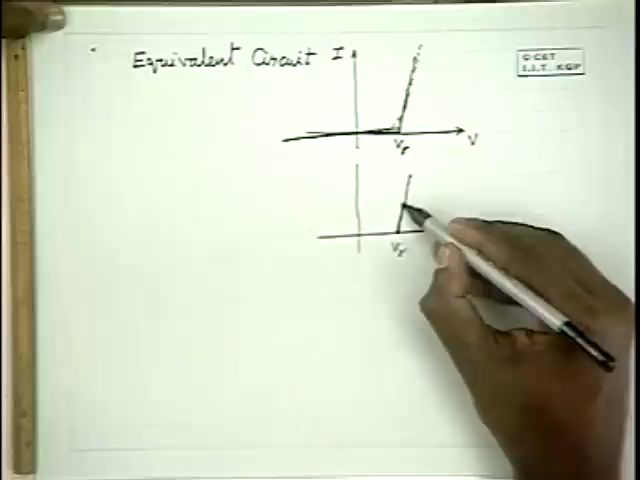 Equivalent Circuit
I
© CET
I.I.T. KGP
V
Vγ
Vγ